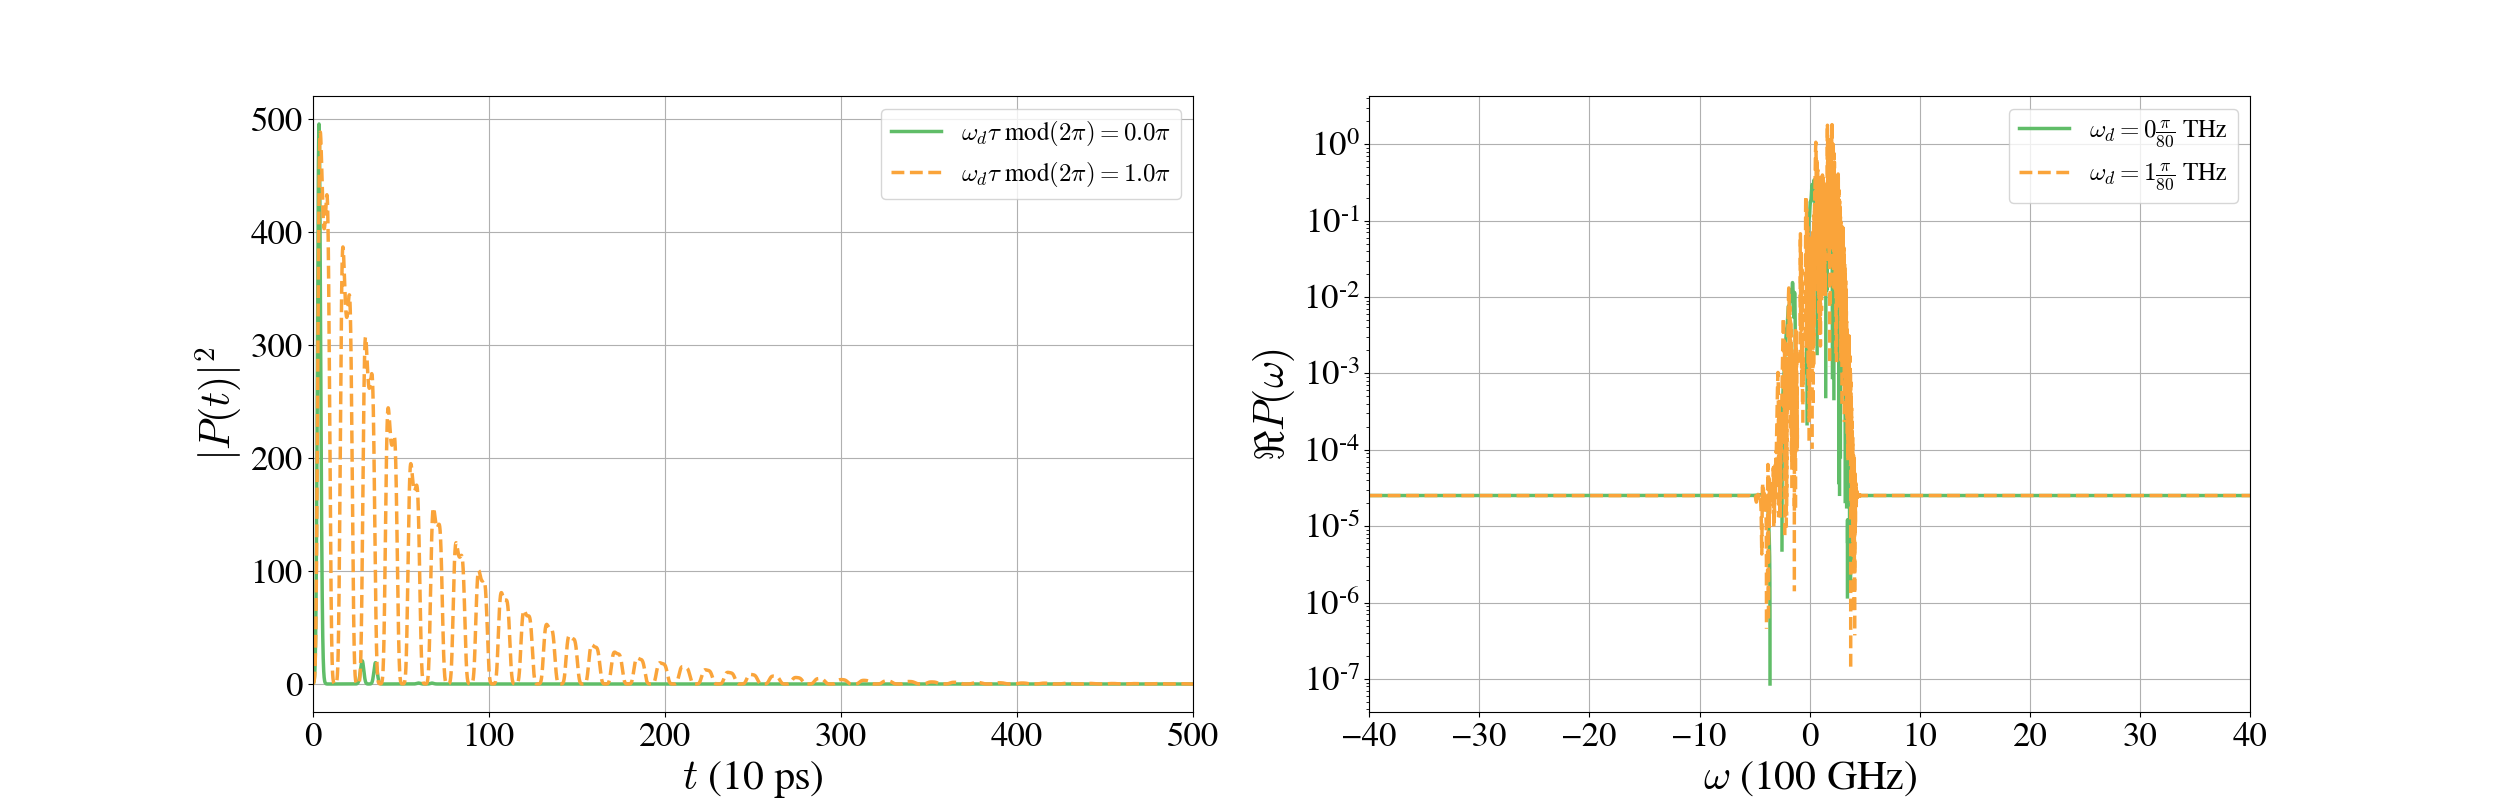 |P(t)|²
500
400
300
200
100
0
0 100 200 300 400 500
t (10 ps)
ω_d τ mod(2π) = 0.0π
ω_d τ mod(2π) = 1.0π
ℜP(ω)
10⁰
10⁻¹
10⁻²
10⁻³
10⁻⁴
10⁻⁵
10⁻⁶
10⁻⁷
−40 −30 −20 −10 0 10 20 30 40
ω (100 GHz)
ω_d = 0 π/80 THz
ω_d = 1 π/80 THz